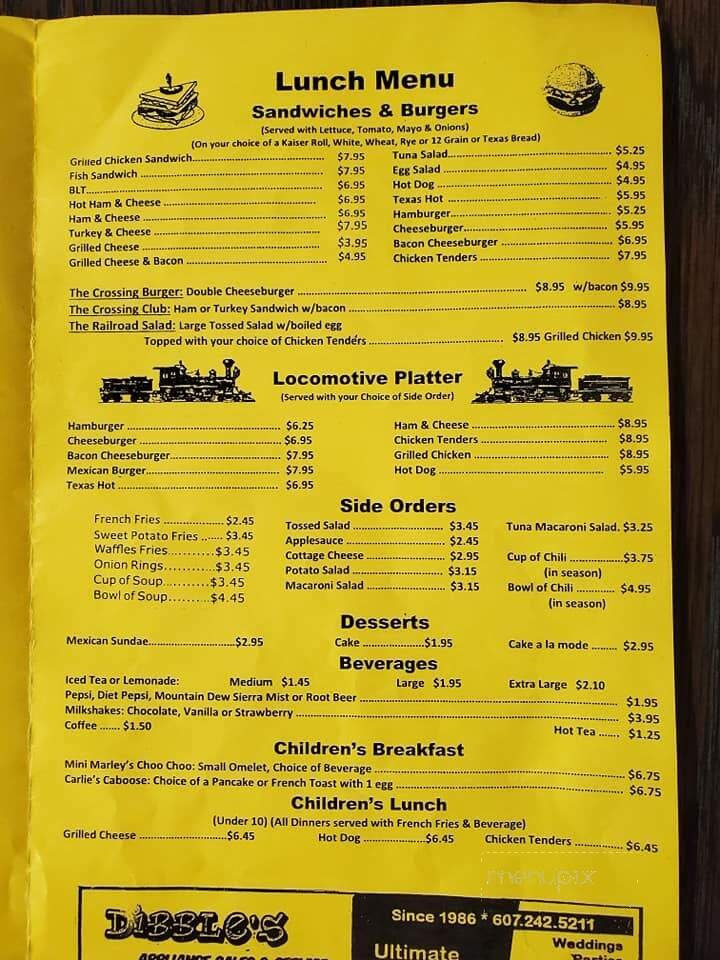 Lunch Menu
Sandwiches & Burgers
(Served with Lettuce, Tomato, Mayo & Onions)
(On your choice of a Kaiser Roll, White, Wheat, Rye or 12 Grain or Texas Bread)
Grilled Chicken Sandwich $7.95
Fish Sandwich $7.95
BLT $6.95
Hot Ham & Cheese $6.95
Ham & Cheese $6.95
Turkey & Cheese $7.95
Grilled Cheese $3.95
Grilled Cheese & Bacon $4.95
Tuna Salad $5.25
Egg Salad $4.95
Hot Dog $4.95
Texas Hot $5.95
Hamburger $5.25
Cheeseburger $5.95
Bacon Cheeseburger $6.95
Chicken Tenders $7.95
The Crossing Burger: Double Cheeseburger $8.95 w/bacon $9.95
The Crossing Club: Ham or Turkey Sandwich w/bacon $8.95
The Railroad Salad: Large Tossed Salad w/boiled egg
Topped with your choice of Chicken Tenders $8.95 Grilled Chicken $9.95
Locomotive Platter
(Served with your Choice of Side Order)
Hamburger $6.25
Cheeseburger $6.95
Bacon Cheeseburger $7.95
Mexican Burger $7.95
Texas Hot $6.95
Ham & Cheese $8.95
Chicken Tenders $8.95
Grilled Chicken $8.95
Hot Dog $5.95
Side Orders
French Fries $2.45
Sweet Potato Fries $3.45
Waffles Fries $3.45
Onion Rings $3.45
Cup of Soup $3.45
Bowl of Soup $4.45
Tossed Salad $3.45
Applesauce $2.45
Cottage Cheese $2.95
Potato Salad $3.15
Macaroni Salad $3.15
Tuna Macaroni Salad. $3.25
Cup of Chili $3.75
(in season)
Bowl of Chili $4.95
(in season)
Desserts
Mexican Sundae $2.95 Cake $1.95 Cake a la mode $2.95
Beverages
Iced Tea or Lemonade: Medium $1.45 Large $1.95 Extra Large $2.10
Pepsi, Diet Pepsi, Mountain Dew Sierra Mist or Root Beer $1.95
Milkshakes: Chocolate, Vanilla or Strawberry $3.95
Coffee $1.50 Hot Tea $1.25
Children's Breakfast
Mini Marley's Choo Choo: Small Omelet, Choice of Beverage $6.75
Carlie's Caboose: Choice of a Pancake or French Toast with 1 egg $6.75
Children's Lunch
(Under 10) (All Dinners served with French Fries & Beverage)
Grilled Cheese $6.45 Hot Dog $6.45 Chicken Tenders $6.45
menupix
DiBBLE'S
Since 1986 * 607.242.5211
Ultimate
Weddings